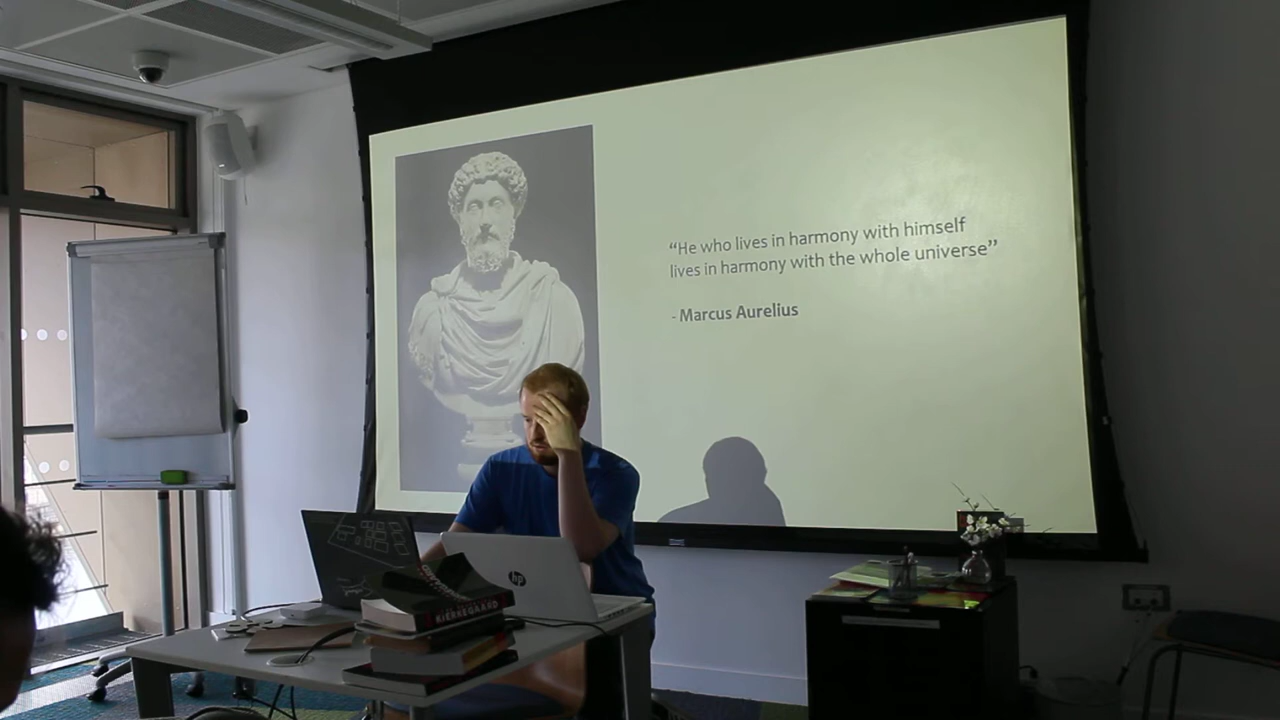 “He who lives in harmony with himself
lives in harmony with the whole universe”
- Marcus Aurelius
hp
KIERKEGAARD